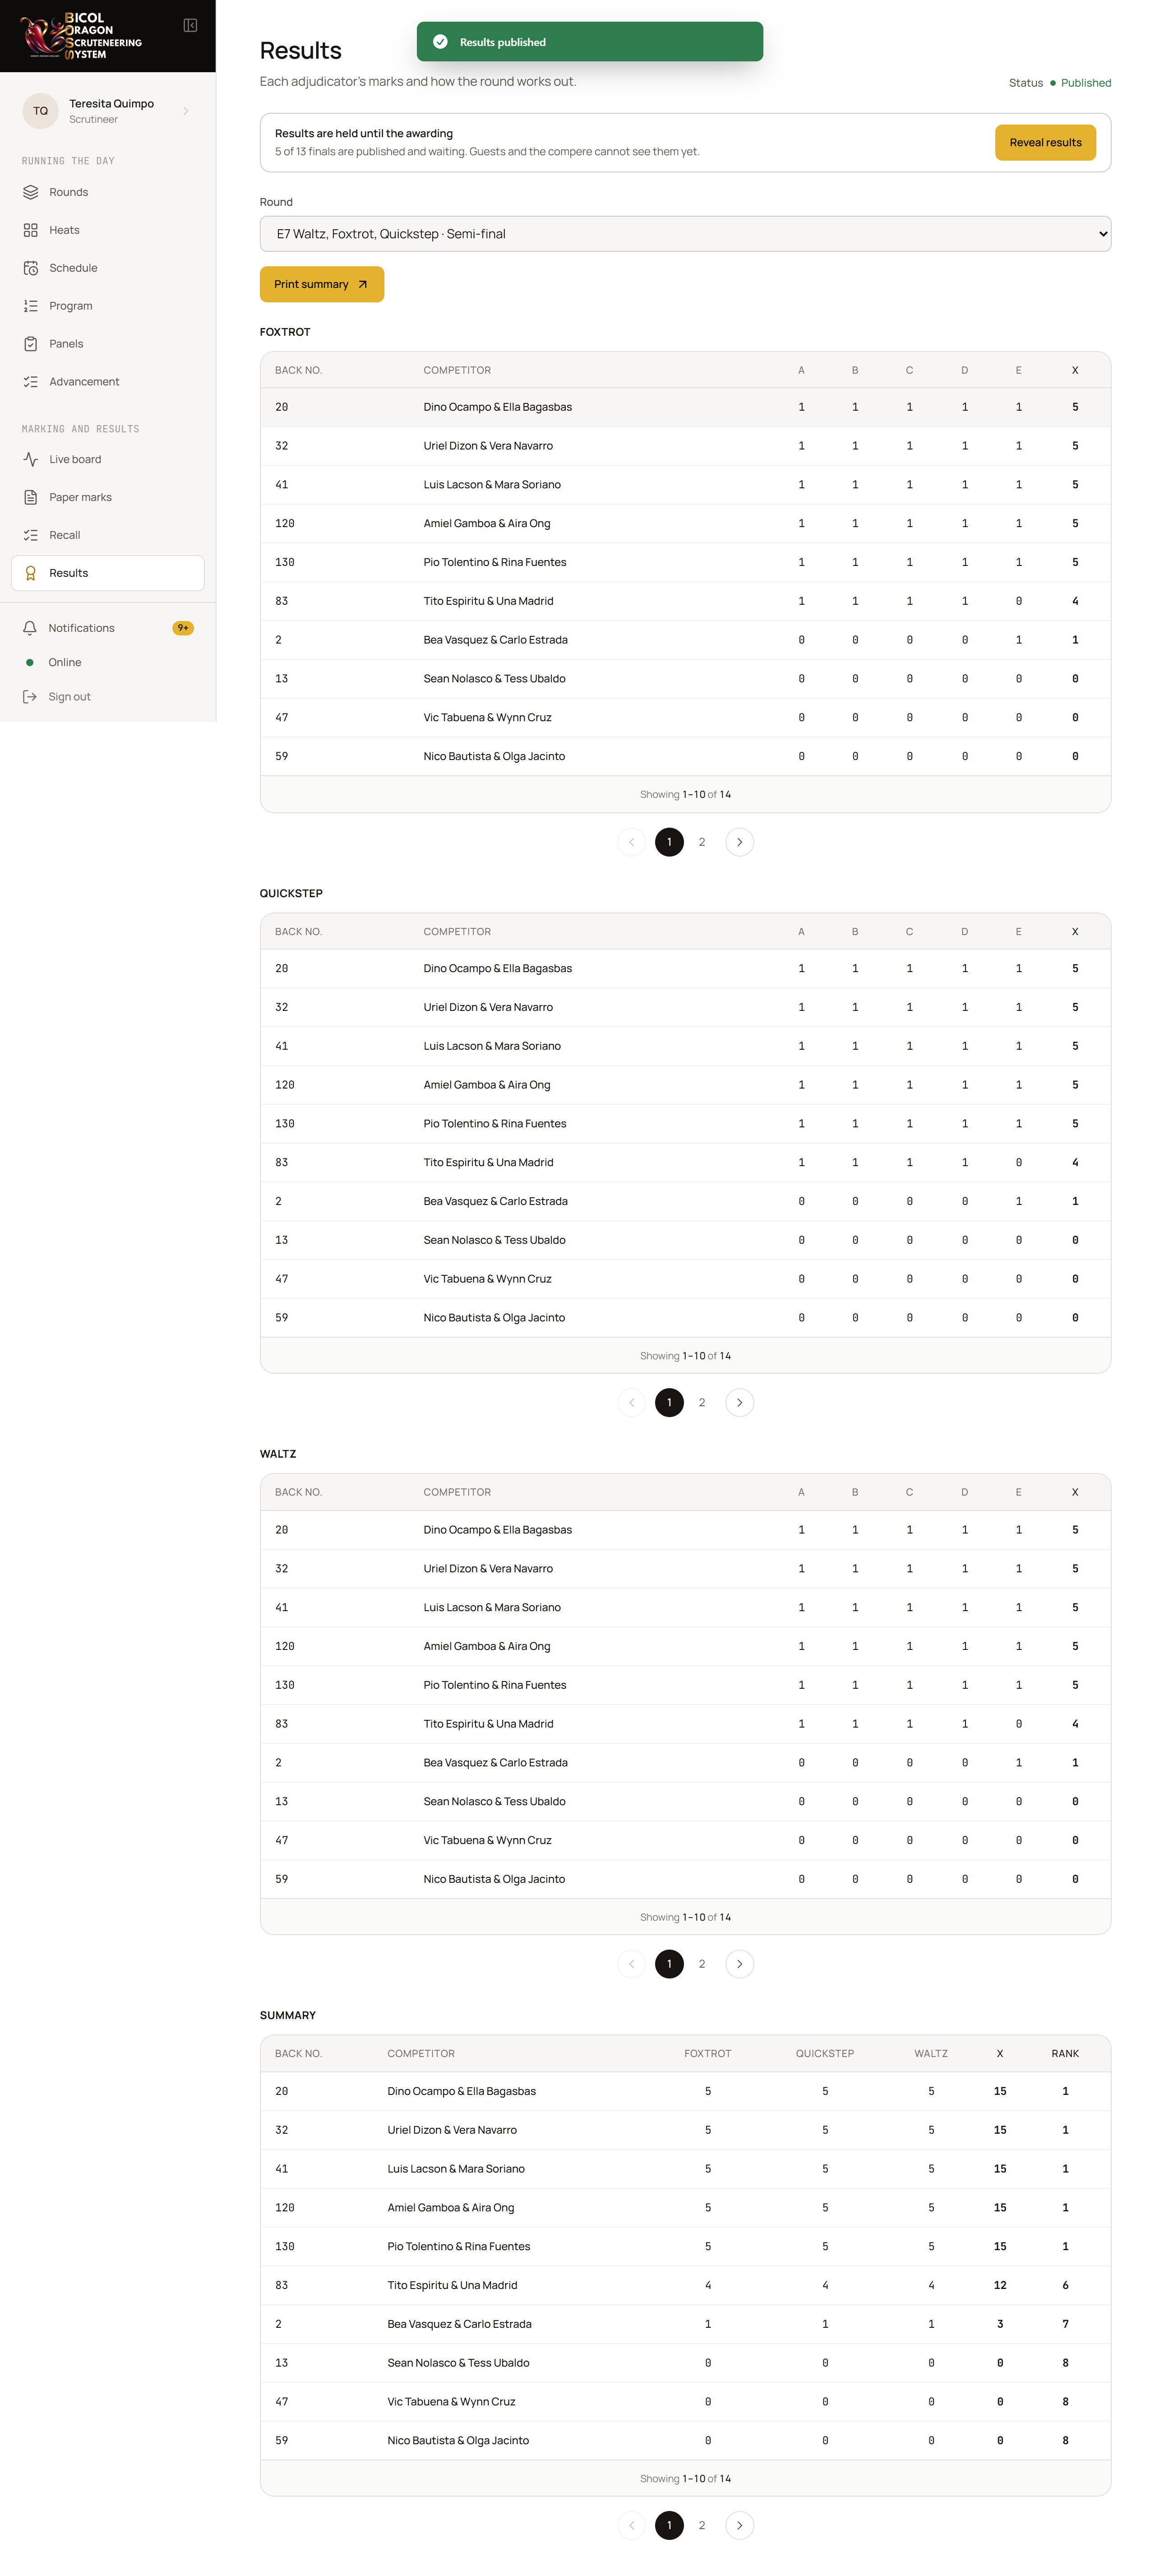 BICOL
DRAGON
SCRUTENEERING
SYSTEM
TQ
Teresita Quimpo
Scrutineer
RUNNING THE DAY
Rounds
Heats
Schedule
Program
Panels
Advancement
MARKING AND RESULTS
Live board
Paper marks
Recall
Results
Notifications 9+
Online
Sign out
Results published
Results
Each adjudicator's marks and how the round works out.
Status Published
Results are held until the awarding
5 of 13 finals are published and waiting. Guests and the compere cannot see them yet.
Reveal results
Round
E7 Waltz, Foxtrot, Quickstep · Semi-final
Print summary
FOXTROT
BACK NO. COMPETITOR A B C D E X
20 Dino Ocampo & Ella Bagasbas 1 1 1 1 1 5
32 Uriel Dizon & Vera Navarro 1 1 1 1 1 5
41 Luis Lacson & Mara Soriano 1 1 1 1 1 5
120 Amiel Gamboa & Aira Ong 1 1 1 1 1 5
130 Pio Tolentino & Rina Fuentes 1 1 1 1 1 5
83 Tito Espiritu & Una Madrid 1 1 1 1 0 4
2 Bea Vasquez & Carlo Estrada 0 0 0 0 1 1
13 Sean Nolasco & Tess Ubaldo 0 0 0 0 0 0
47 Vic Tabuena & Wynn Cruz 0 0 0 0 0 0
59 Nico Bautista & Olga Jacinto 0 0 0 0 0 0
Showing 1–10 of 14
1 2
QUICKSTEP
BACK NO. COMPETITOR A B C D E X
20 Dino Ocampo & Ella Bagasbas 1 1 1 1 1 5
32 Uriel Dizon & Vera Navarro 1 1 1 1 1 5
41 Luis Lacson & Mara Soriano 1 1 1 1 1 5
120 Amiel Gamboa & Aira Ong 1 1 1 1 1 5
130 Pio Tolentino & Rina Fuentes 1 1 1 1 1 5
83 Tito Espiritu & Una Madrid 1 1 1 1 0 4
2 Bea Vasquez & Carlo Estrada 0 0 0 0 1 1
13 Sean Nolasco & Tess Ubaldo 0 0 0 0 0 0
47 Vic Tabuena & Wynn Cruz 0 0 0 0 0 0
59 Nico Bautista & Olga Jacinto 0 0 0 0 0 0
Showing 1–10 of 14
1 2
WALTZ
BACK NO. COMPETITOR A B C D E X
20 Dino Ocampo & Ella Bagasbas 1 1 1 1 1 5
32 Uriel Dizon & Vera Navarro 1 1 1 1 1 5
41 Luis Lacson & Mara Soriano 1 1 1 1 1 5
120 Amiel Gamboa & Aira Ong 1 1 1 1 1 5
130 Pio Tolentino & Rina Fuentes 1 1 1 1 1 5
83 Tito Espiritu & Una Madrid 1 1 1 1 0 4
2 Bea Vasquez & Carlo Estrada 0 0 0 0 1 1
13 Sean Nolasco & Tess Ubaldo 0 0 0 0 0 0
47 Vic Tabuena & Wynn Cruz 0 0 0 0 0 0
59 Nico Bautista & Olga Jacinto 0 0 0 0 0 0
Showing 1–10 of 14
1 2
SUMMARY
BACK NO. COMPETITOR FOXTROT QUICKSTEP WALTZ X RANK
20 Dino Ocampo & Ella Bagasbas 5 5 5 15 1
32 Uriel Dizon & Vera Navarro 5 5 5 15 1
41 Luis Lacson & Mara Soriano 5 5 5 15 1
120 Amiel Gamboa & Aira Ong 5 5 5 15 1
130 Pio Tolentino & Rina Fuentes 5 5 5 15 1
83 Tito Espiritu & Una Madrid 4 4 4 12 6
2 Bea Vasquez & Carlo Estrada 1 1 1 3 7
13 Sean Nolasco & Tess Ubaldo 0 0 0 0 8
47 Vic Tabuena & Wynn Cruz 0 0 0 0 8
59 Nico Bautista & Olga Jacinto 0 0 0 0 8
Showing 1–10 of 14
1 2